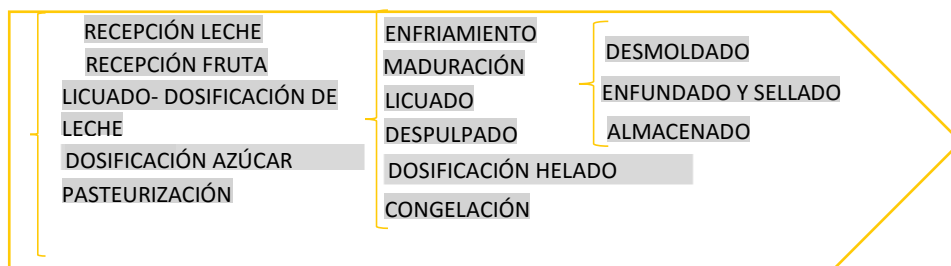 RECEPCIÓN LECHE
RECEPCIÓN FRUTA
LICUADO- DOSIFICACIÓN DE
LECHE
DOSIFICACIÓN AZÚCAR
PASTEURIZACIÓN
ENFRIAMIENTO
MADURACIÓN
LICUADO
DESPULPADO
DOSIFICACIÓN HELADO
CONGELACIÓN
DESMOLDADO
ENFUNDADO Y SELLADO
ALMACENADO